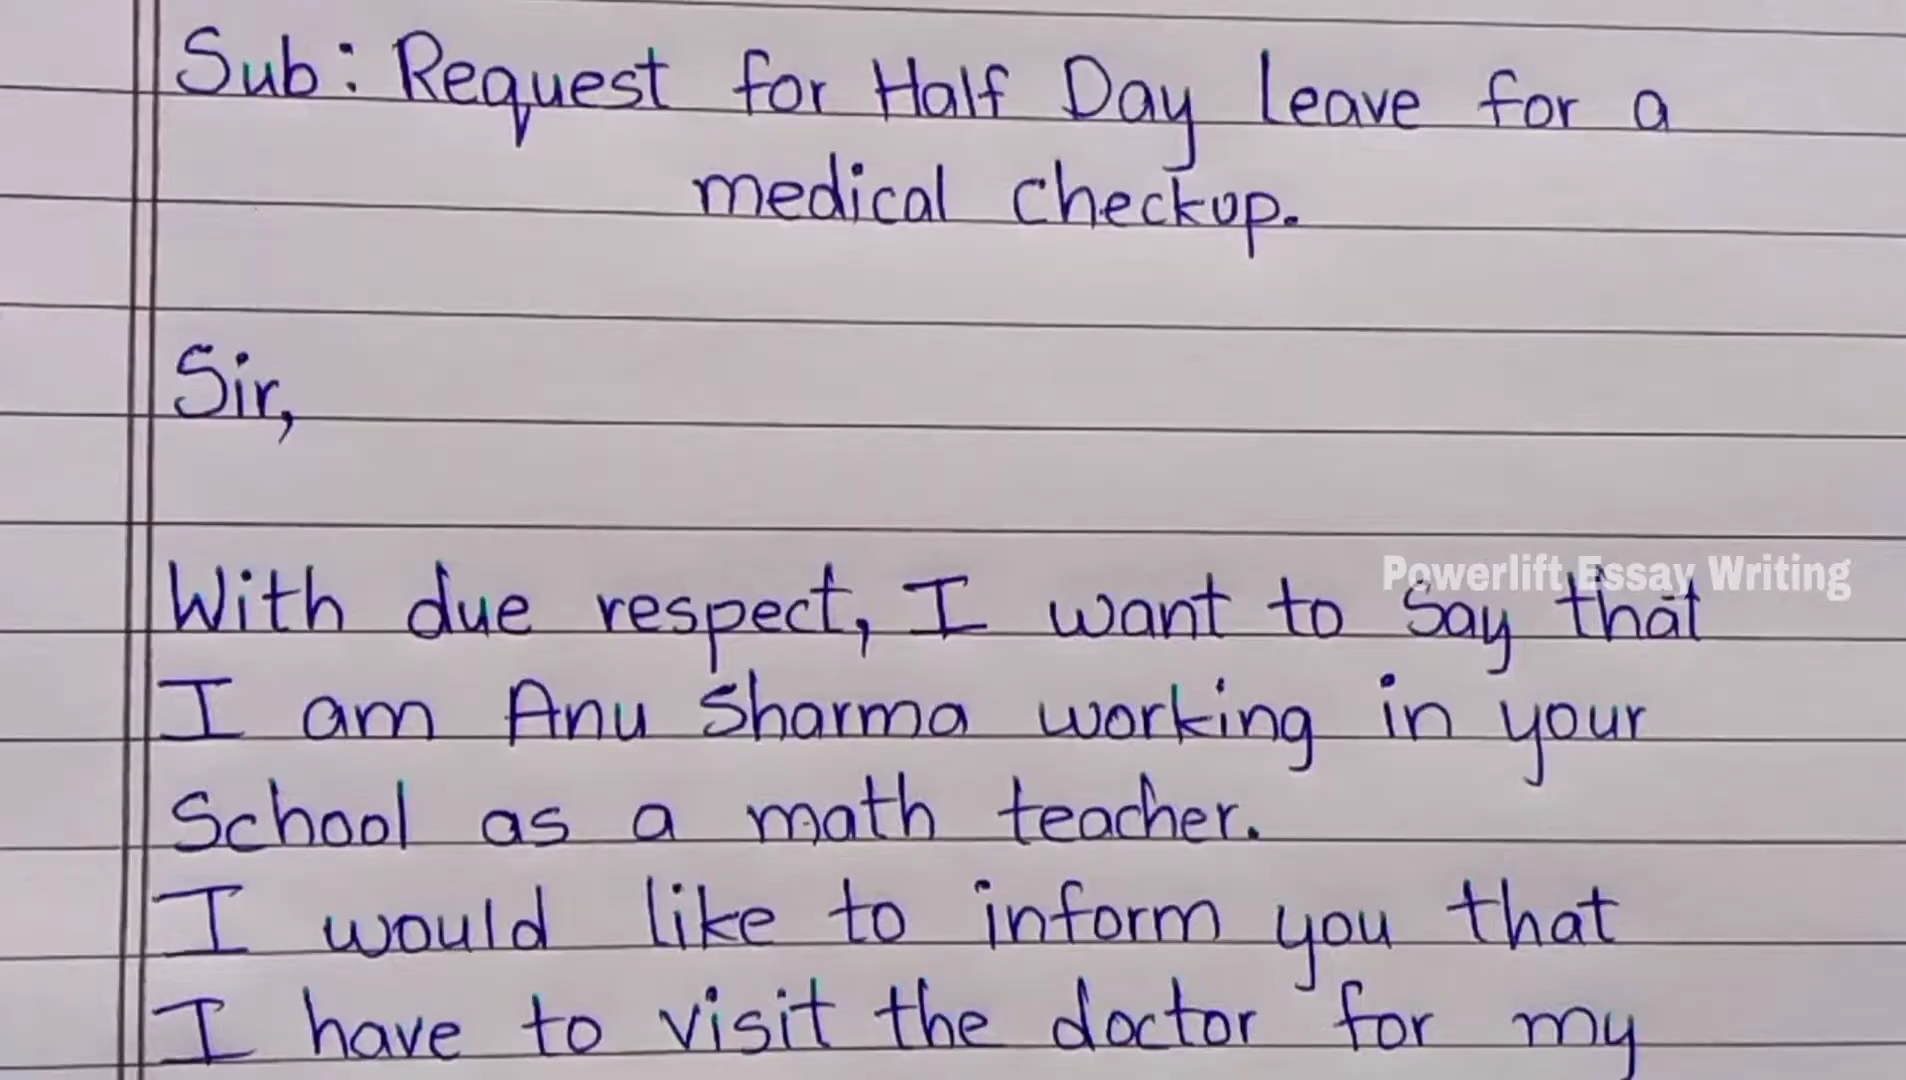 Sub: Request for Half Day leave for a
medical checkup.
Sir,
Powerlift Essay Writing
With due respect, I want to say that
I am Anu Sharma working in your
School as a math teacher.
I would like to inform you that
I have to visit the doctor for my